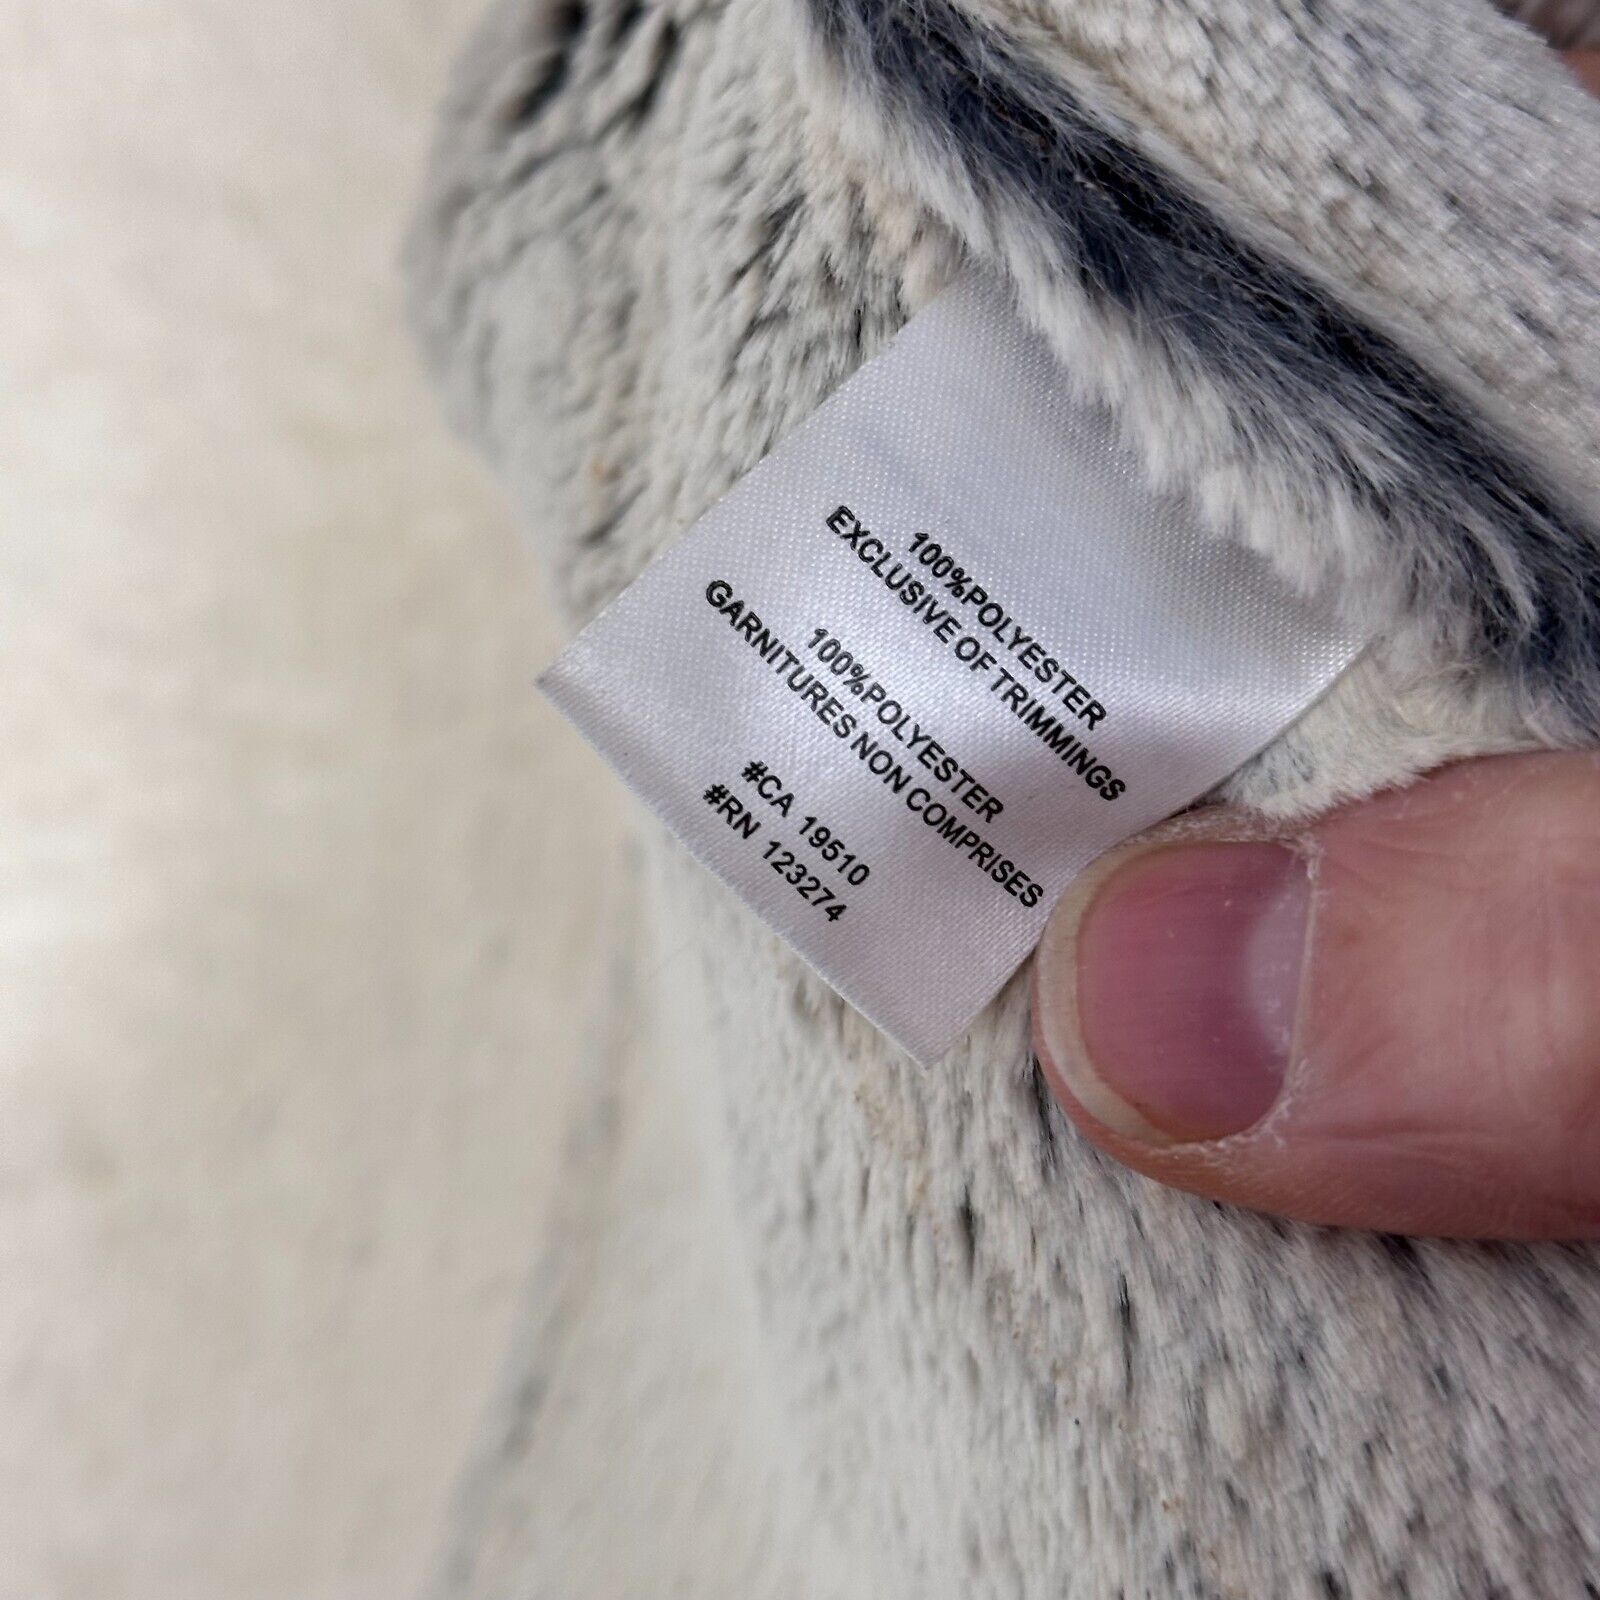 100%POLYESTER
EXCLUSIVE OF TRIMMINGS
100%POLYESTER
GARNITURES NON COMPRISES
#CA 19510
#RN 123274